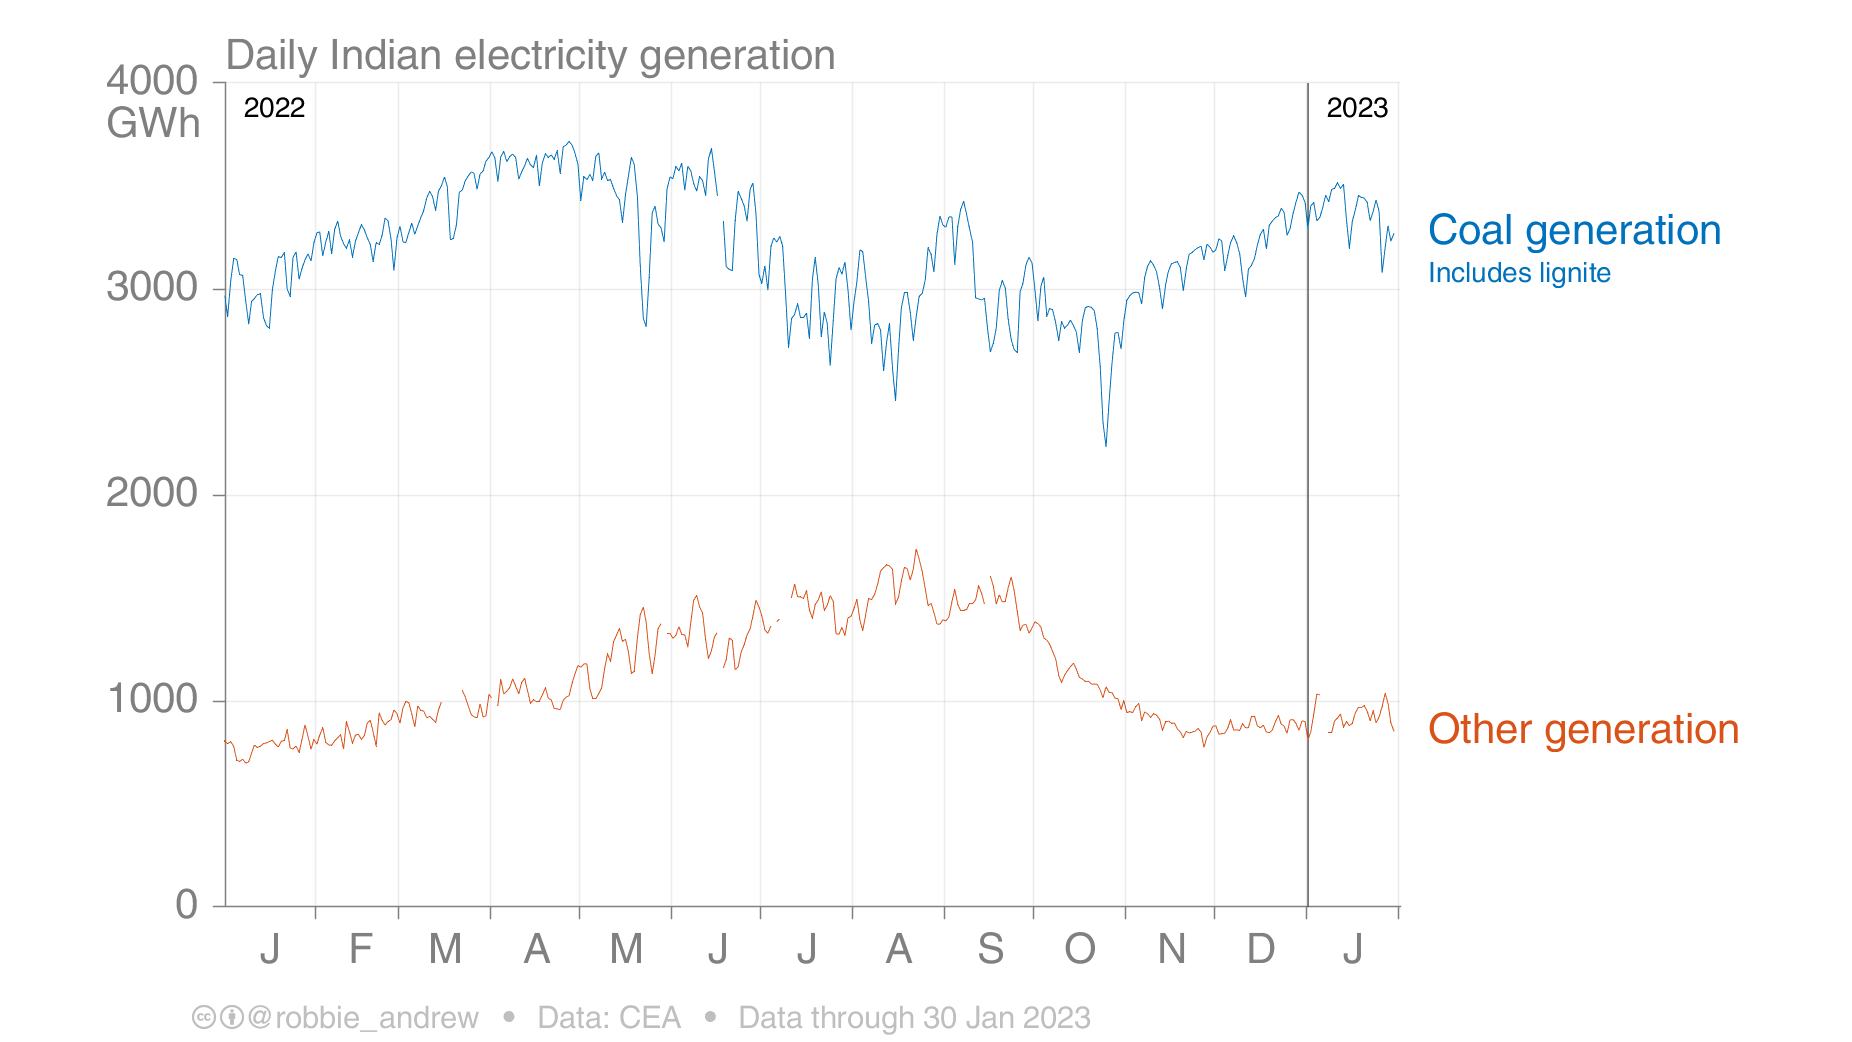 Daily Indian electricity generation
4000
GWh
2022
2023
3000
2000
1000
0
Coal generation
Includes lignite
Other generation
J F M A M J J A S O N D J
cc @robbie_andrew • Data: CEA • Data through 30 Jan 2023